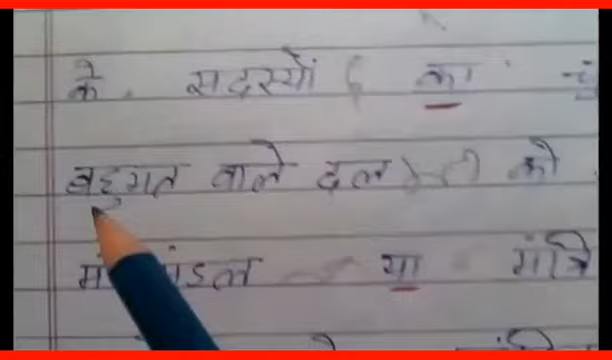 के. सदस्यों का
बहुमत वाले दल को
या मंत्रि